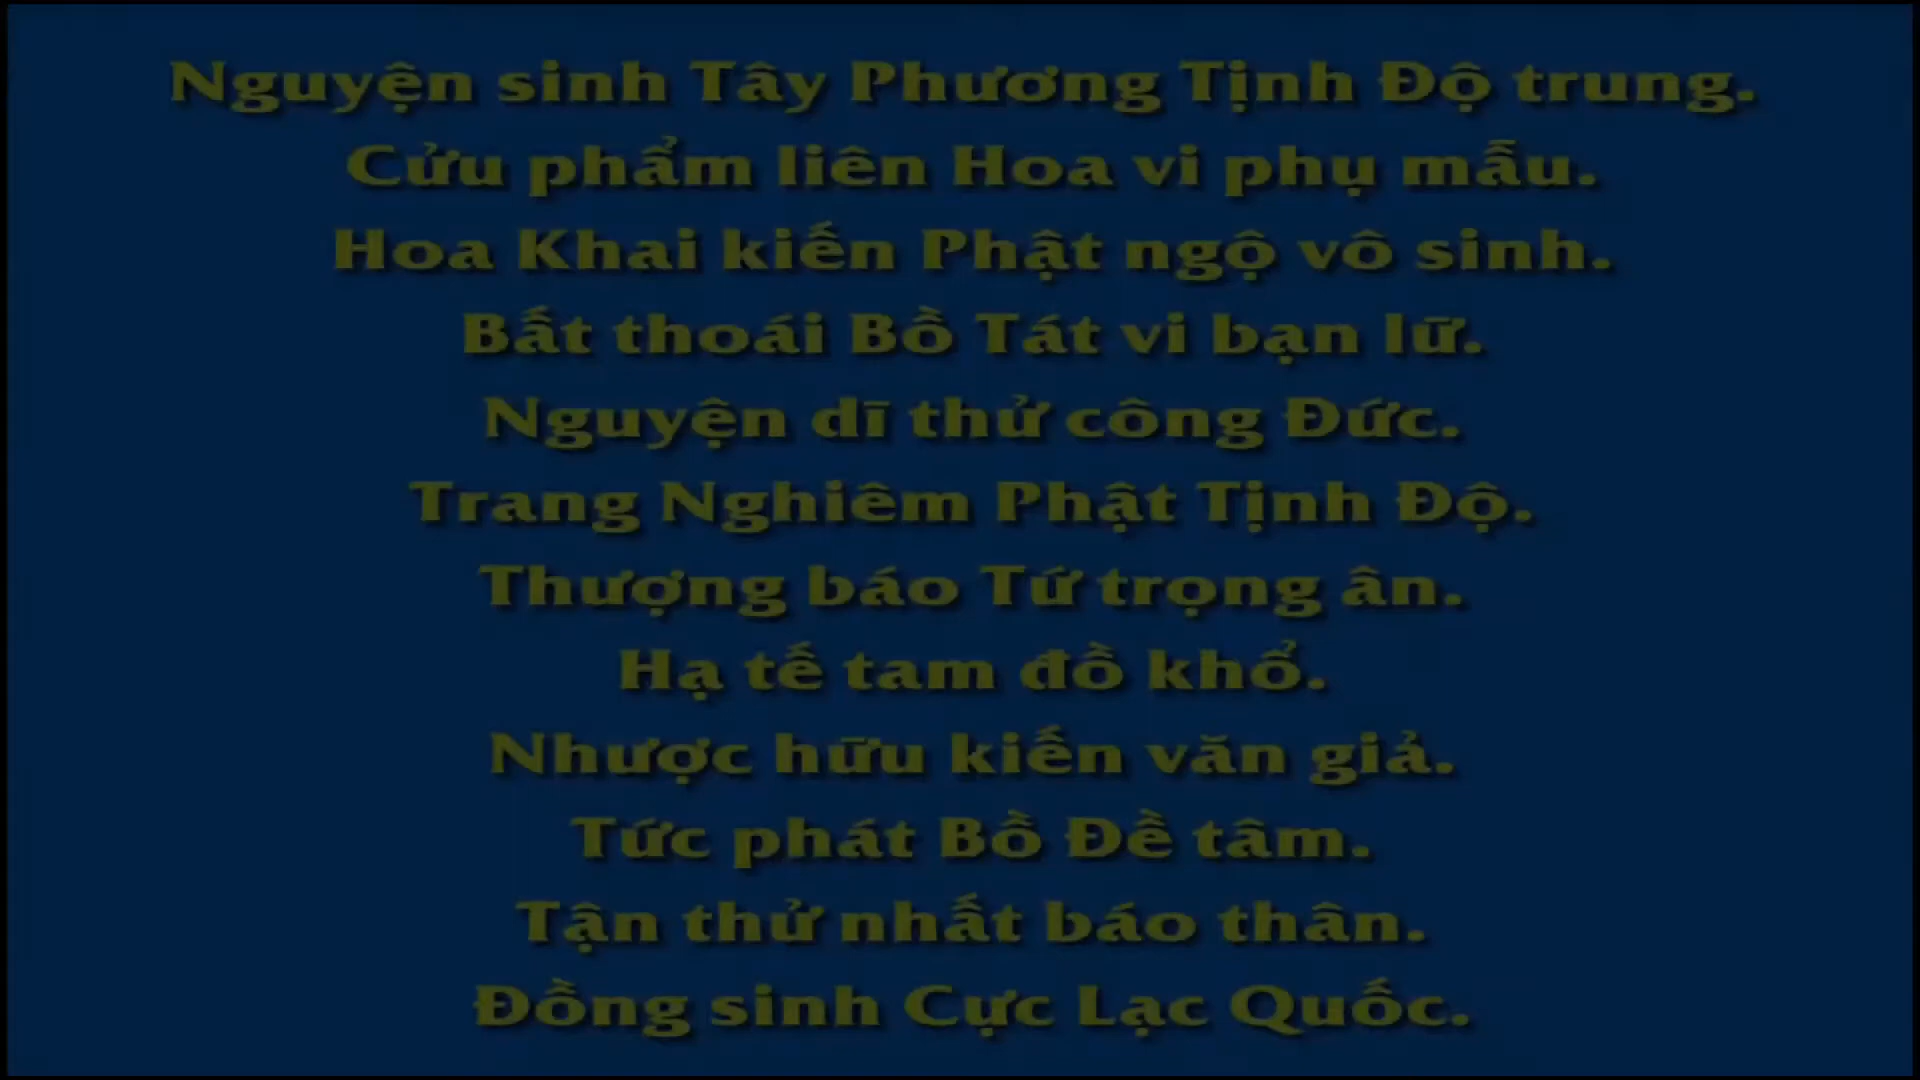 Nguyện sinh Tây Phương Tịnh Độ trung.
Cửu phẩm liên Hoa vi phụ mẫu.
Hoa Khai kiến Phật ngộ vô sinh.
Bất thoái Bồ Tát vi bạn lữ.
Nguyện dĩ thử công Đức.
Trang Nghiêm Phật Tịnh Độ.
Thượng báo Tứ trọng ân.
Hạ tế tam đồ khổ.
Nhược hữu kiến văn giả.
Tức phát Bồ Đề tâm.
Tận thử nhất báo thân.
Đồng sinh Cực Lạc Quốc.